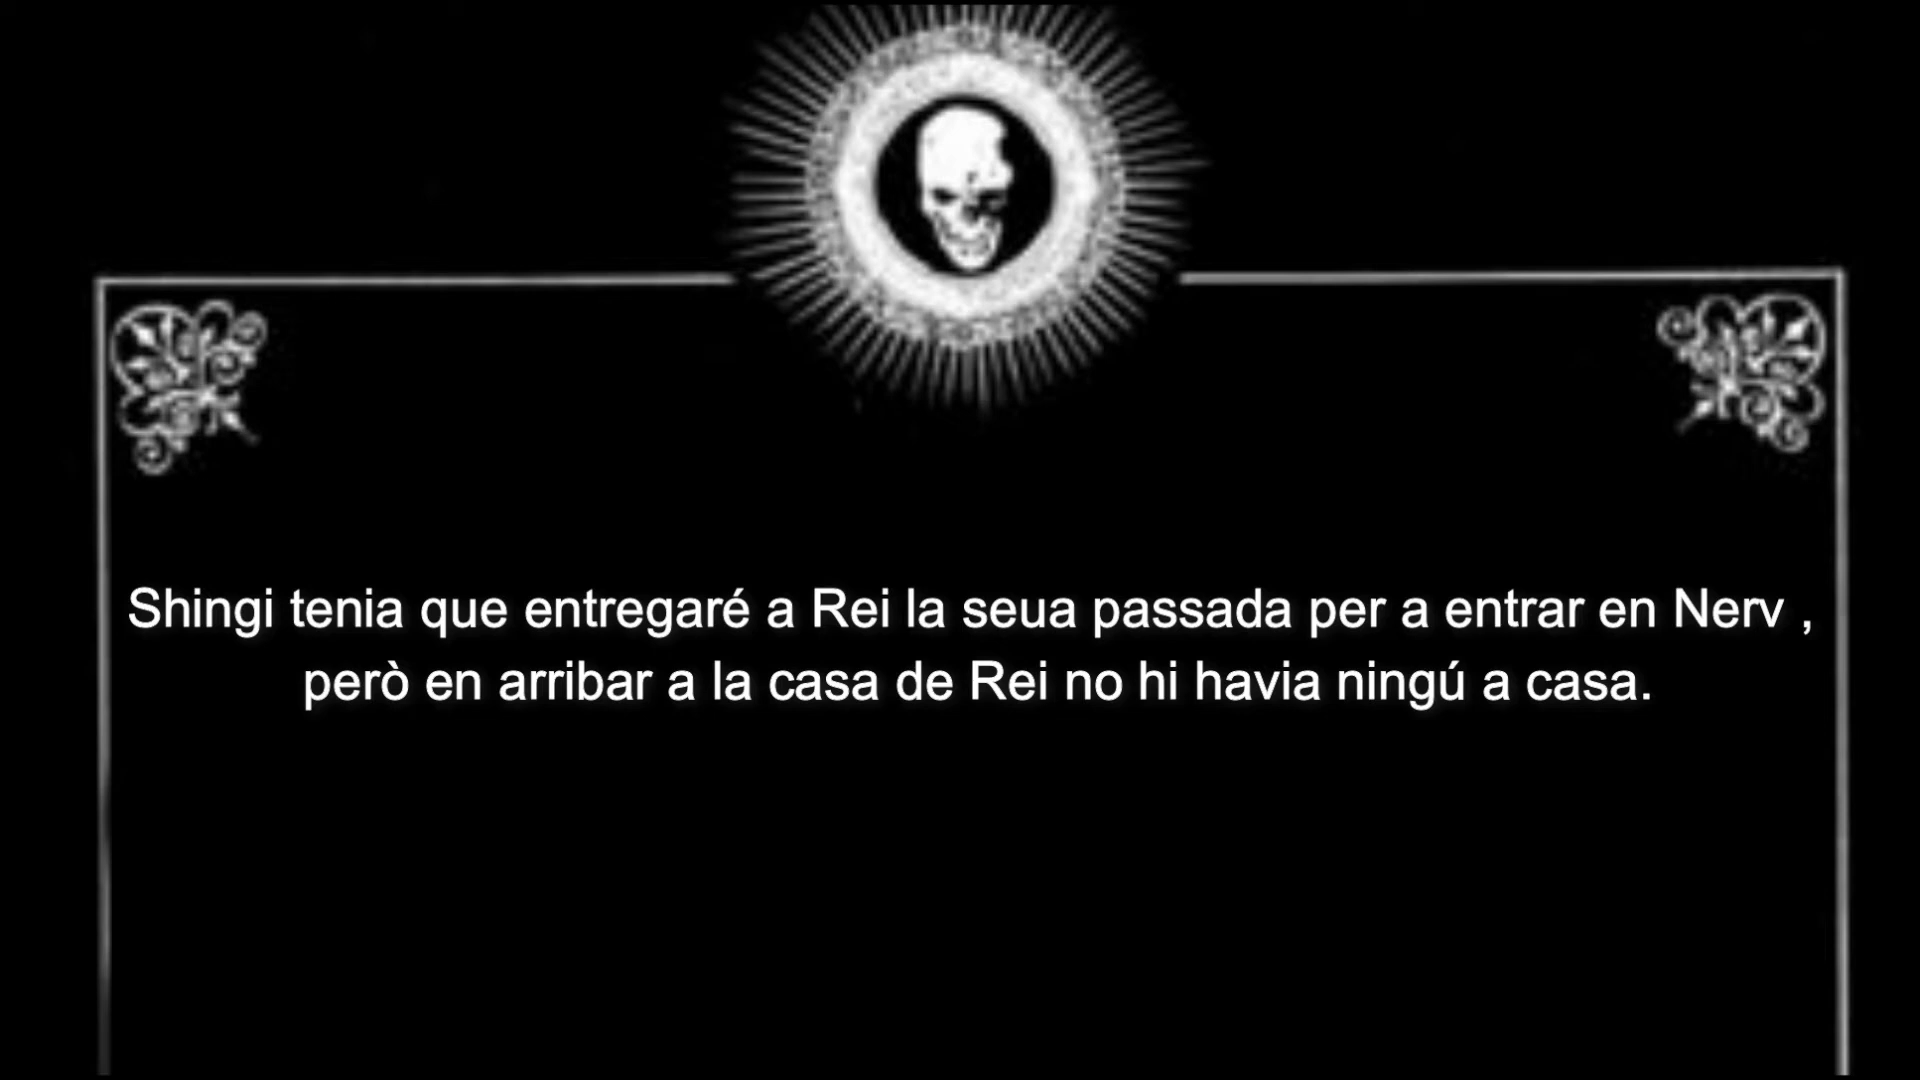 Shingi tenia que entregaré a Rei la seua passada per a entrar en Nerv ,
però en arribar a la casa de Rei no hi havia ningú a casa.